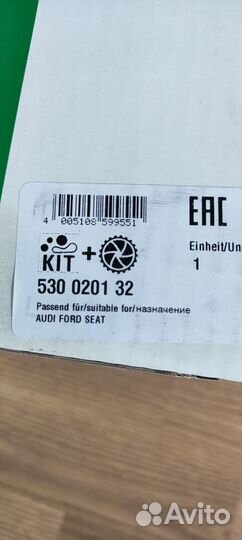 4 005108 599551
EAC
KIT +
Einheit/Un
1
530 0201 32
Passend für/suitable for/назначение
AUDI FORD SEAT
Avito